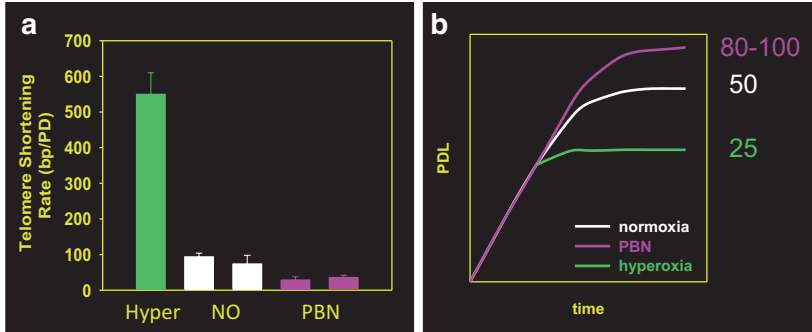 a
Telomere Shortening
Rate (bp/PD)
700
600
500
400
300
200
100
0
Hyper
NO
PBN
b
PDL
80-100
50
25
normoxia
PBN
hyperoxia
time